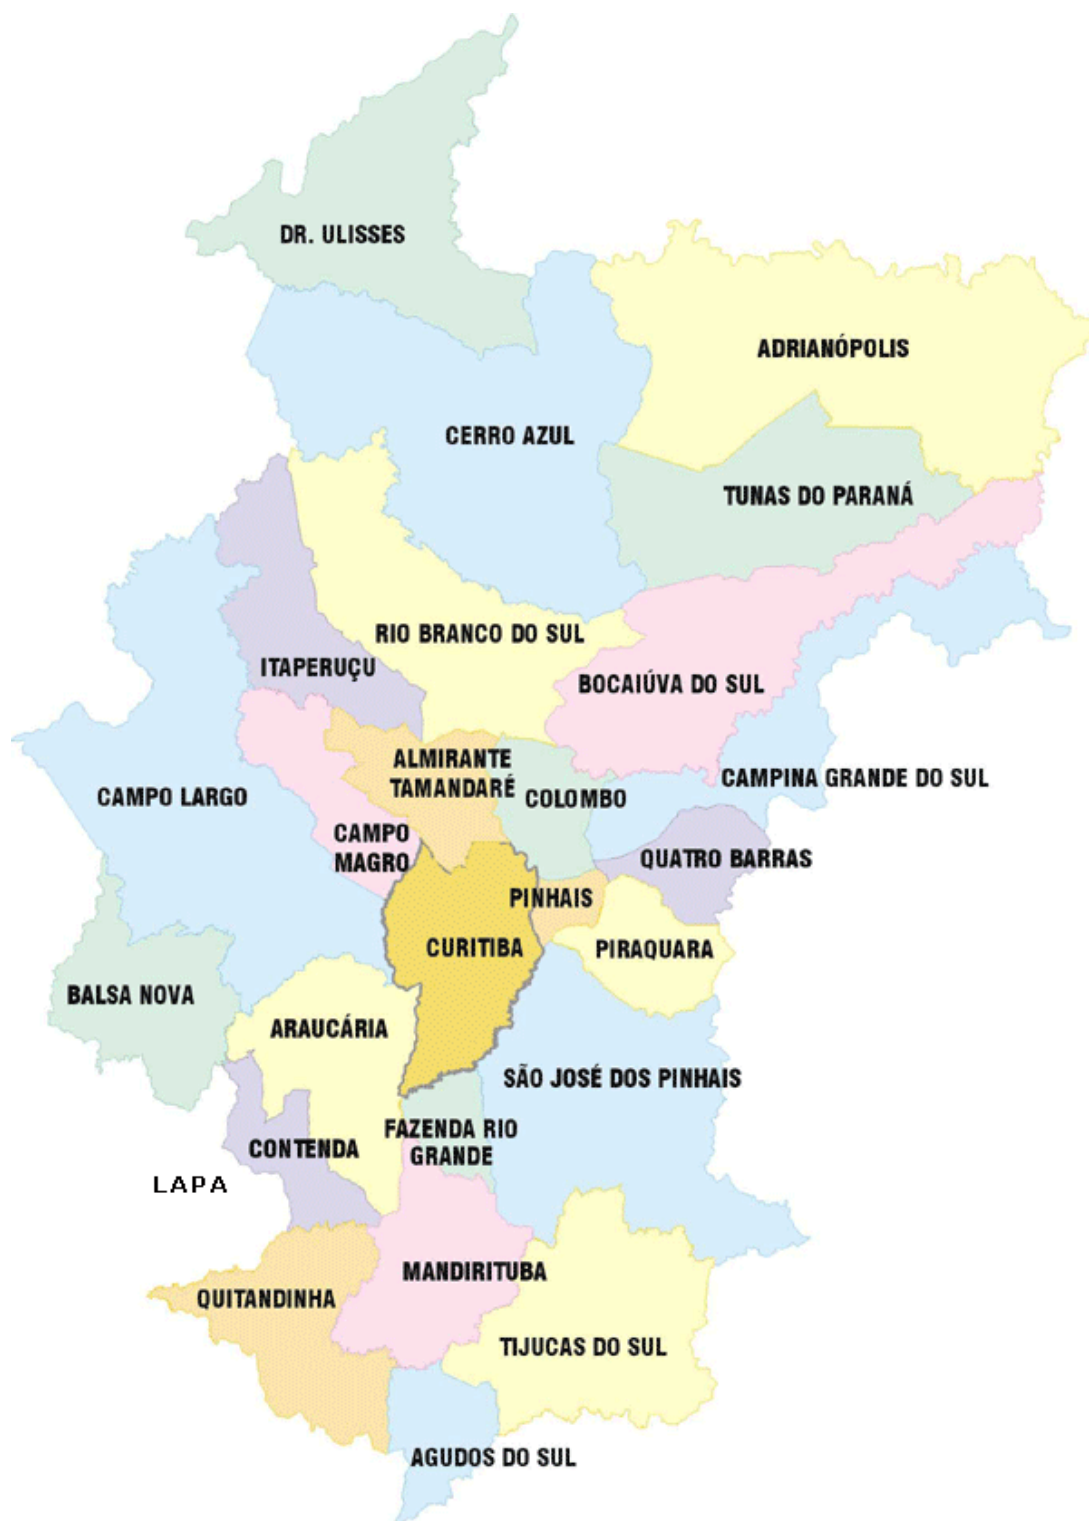 DR. ULISSES
ADRIANÓPOLIS
CERRO AZUL
TUNAS DO PARANÁ
RIO BRANCO DO SUL
ITAPERUÇU
BOCAIÚVA DO SUL
ALMIRANTE
TAMANDARÉ
CAMPINA GRANDE DO SUL
CAMPO LARGO
COLOMBO
CAMPO
MAGRO
QUATRO BARRAS
PINHAIS
CURITIBA
PIRAQUARA
BALSA NOVA
ARAUCÁRIA
SÃO JOSÉ DOS PINHAIS
FAZENDA RIO
GRANDE
CONTENDA
LAPA
MANDIRITUBA
QUITANDINHA
TIJUCAS DO SUL
AGUDOS DO SUL